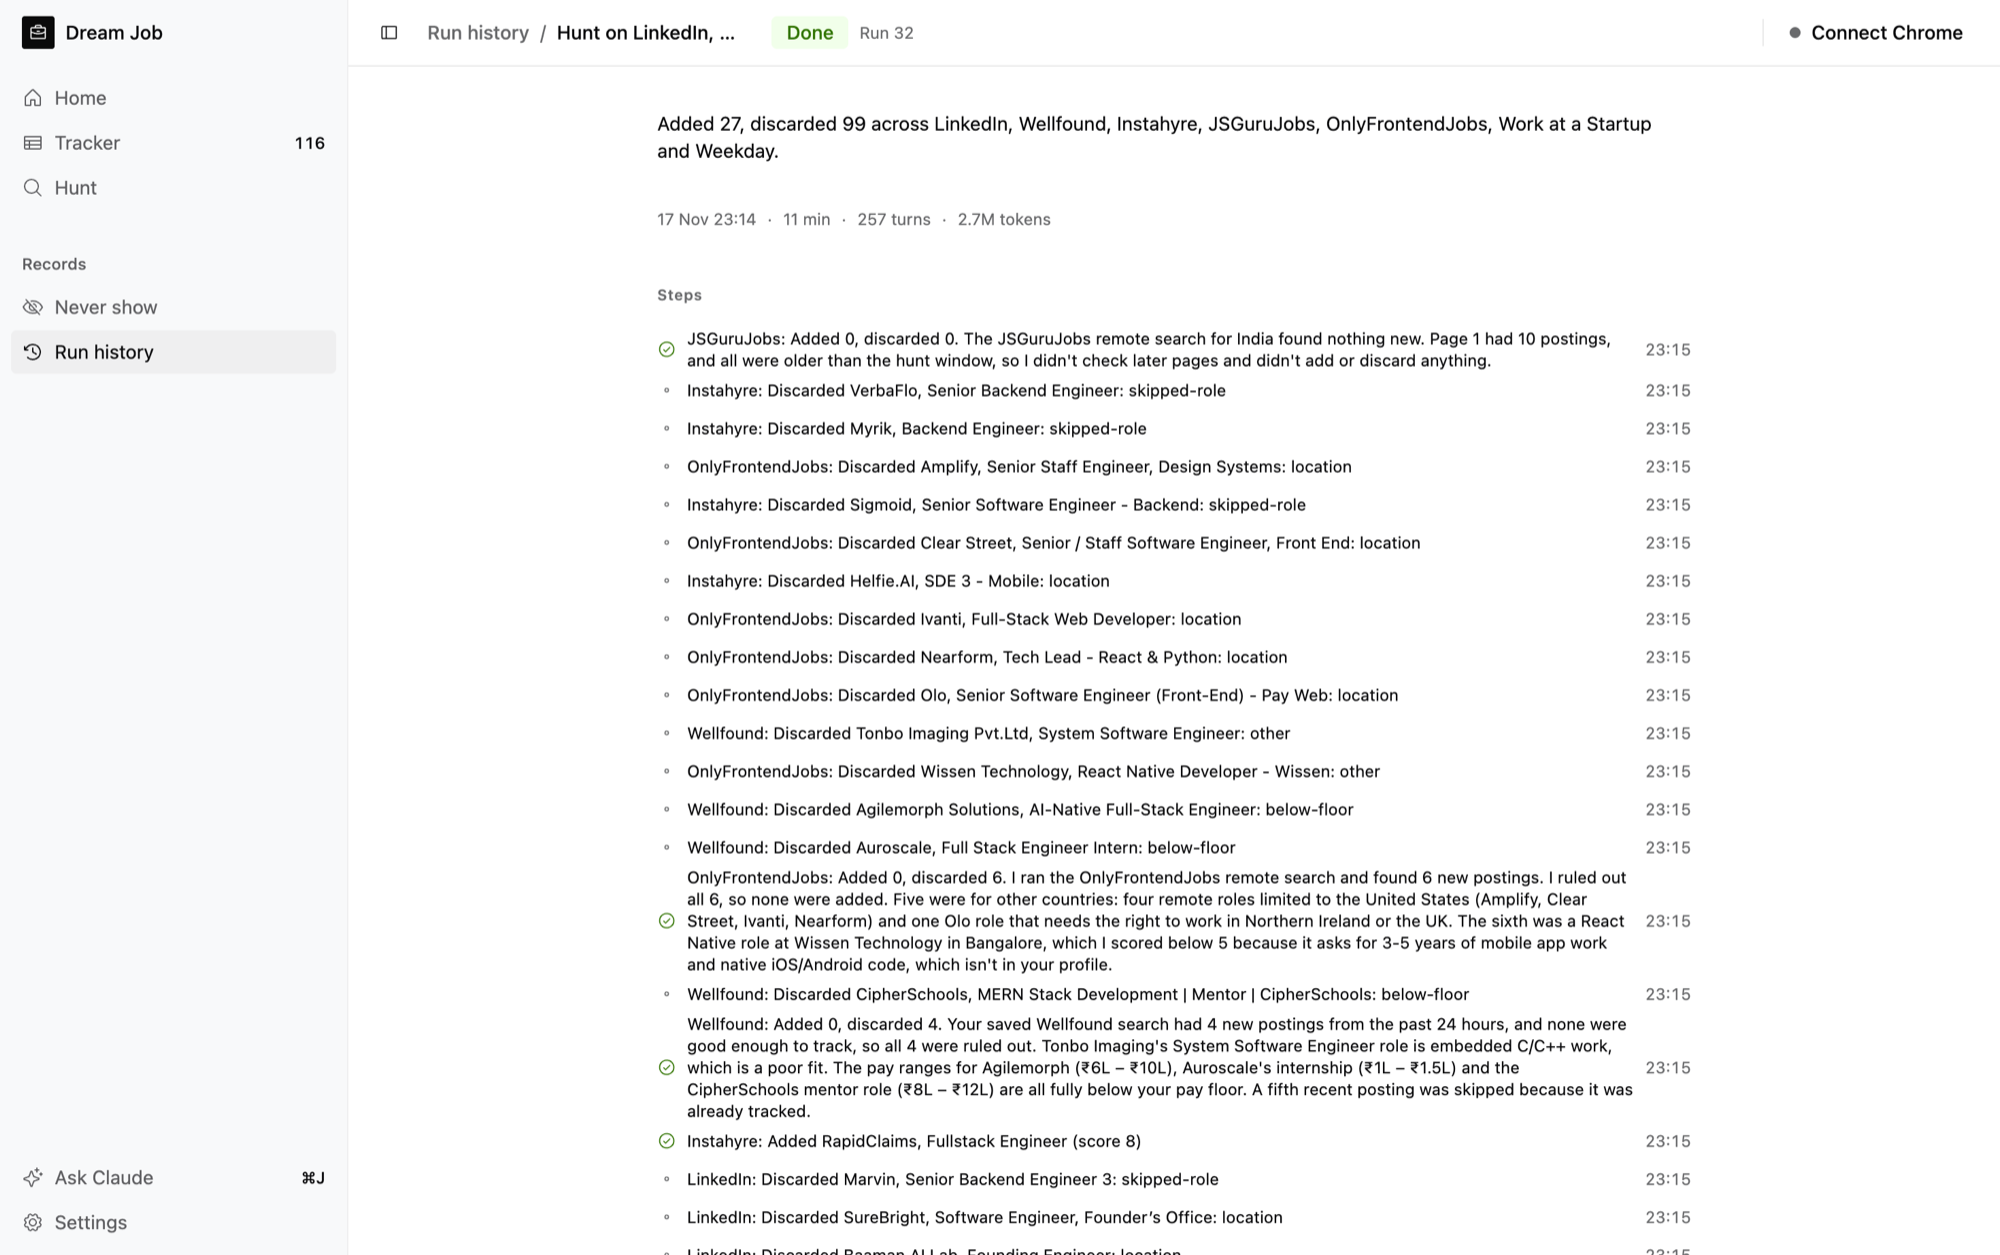 Dream Job
Home
Tracker 116
Hunt
Records
Never show
Run history
Ask Claude ⌘J
Settings
Run history / Hunt on LinkedIn, ... Done Run 32
Connect Chrome
Added 27, discarded 99 across LinkedIn, Wellfound, Instahyre, JSGuruJobs, OnlyFrontendJobs, Work at a Startup
and Weekday.
17 Nov 23:14 · 11 min · 257 turns · 2.7M tokens
Steps
JSGuruJobs: Added 0, discarded 0. The JSGuruJobs remote search for India found nothing new. Page 1 had 10 postings,
and all were older than the hunt window, so I didn't check later pages and didn't add or discard anything.
23:15
Instahyre: Discarded VerbaFlo, Senior Backend Engineer: skipped-role 23:15
Instahyre: Discarded Myrik, Backend Engineer: skipped-role 23:15
OnlyFrontendJobs: Discarded Amplify, Senior Staff Engineer, Design Systems: location 23:15
Instahyre: Discarded Sigmoid, Senior Software Engineer - Backend: skipped-role 23:15
OnlyFrontendJobs: Discarded Clear Street, Senior / Staff Software Engineer, Front End: location 23:15
Instahyre: Discarded Helfie.AI, SDE 3 - Mobile: location 23:15
OnlyFrontendJobs: Discarded Ivanti, Full-Stack Web Developer: location 23:15
OnlyFrontendJobs: Discarded Nearform, Tech Lead - React & Python: location 23:15
OnlyFrontendJobs: Discarded Olo, Senior Software Engineer (Front-End) - Pay Web: location 23:15
Wellfound: Discarded Tonbo Imaging Pvt.Ltd, System Software Engineer: other 23:15
OnlyFrontendJobs: Discarded Wissen Technology, React Native Developer - Wissen: other 23:15
Wellfound: Discarded Agilemorph Solutions, AI-Native Full-Stack Engineer: below-floor 23:15
Wellfound: Discarded Auroscale, Full Stack Engineer Intern: below-floor 23:15
OnlyFrontendJobs: Added 0, discarded 6. I ran the OnlyFrontendJobs remote search and found 6 new postings. I ruled out
all 6, so none were added. Five were for other countries: four remote roles limited to the United States (Amplify, Clear
Street, Ivanti, Nearform) and one Olo role that needs the right to work in Northern Ireland or the UK. The sixth was a React
Native role at Wissen Technology in Bangalore, which I scored below 5 because it asks for 3-5 years of mobile app work
and native iOS/Android code, which isn't in your profile.
23:15
Wellfound: Discarded CipherSchools, MERN Stack Development | Mentor | CipherSchools: below-floor 23:15
Wellfound: Added 0, discarded 4. Your saved Wellfound search had 4 new postings from the past 24 hours, and none were
good enough to track, so all 4 were ruled out. Tonbo Imaging's System Software Engineer role is embedded C/C++ work,
which is a poor fit. The pay ranges for Agilemorph (₹6L – ₹10L), Auroscale's internship (₹1L – ₹1.5L) and the
CipherSchools mentor role (₹8L – ₹12L) are all fully below your pay floor. A fifth recent posting was skipped because it was
already tracked.
23:15
Instahyre: Added RapidClaims, Fullstack Engineer (score 8) 23:15
LinkedIn: Discarded Marvin, Senior Backend Engineer 3: skipped-role 23:15
LinkedIn: Discarded SureBright, Software Engineer, Founder’s Office: location 23:15